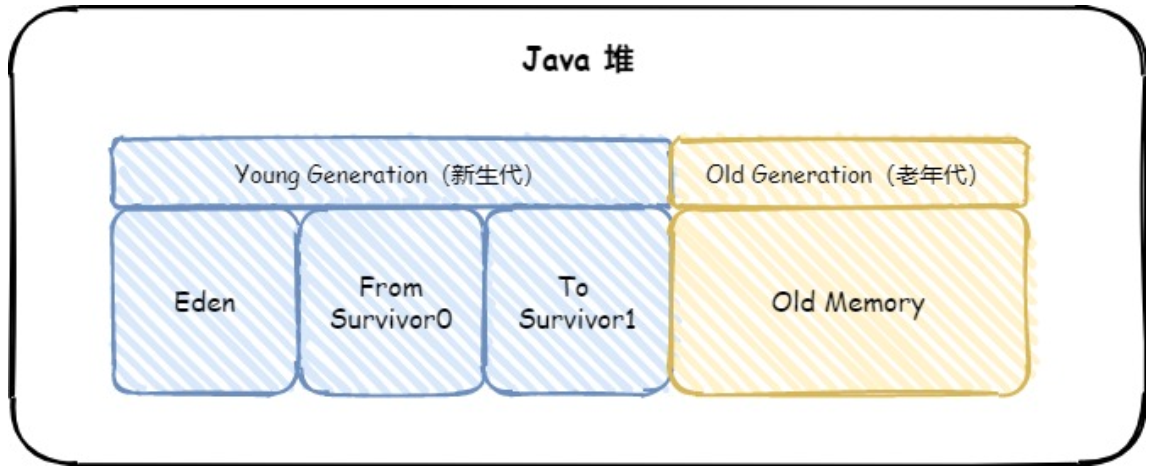 Java 堆
Young Generation（新生代）
Old Generation（老年代）
Eden
From
Survivor0
To
Survivor1
Old Memory